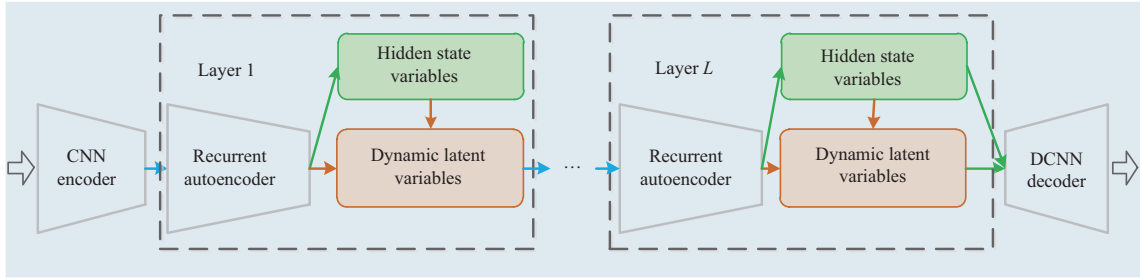 Layer 1
Hidden state
variables
CNN
encoder
Recurrent
autoencoder
Dynamic latent
variables
...
Layer L
Hidden state
variables
Recurrent
autoencoder
Dynamic latent
variables
DCNN
decoder